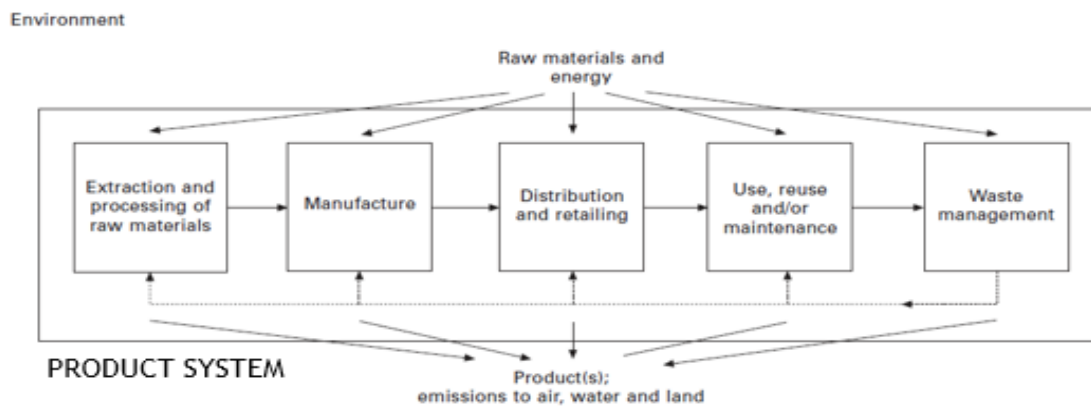 Environment
Raw materials and
energy
Extraction and
processing of
raw materials
Manufacture
Distribution
and retailing
Use, reuse
and/or
maintenance
Waste
management
PRODUCT SYSTEM
Product(s);
emissions to air, water and land